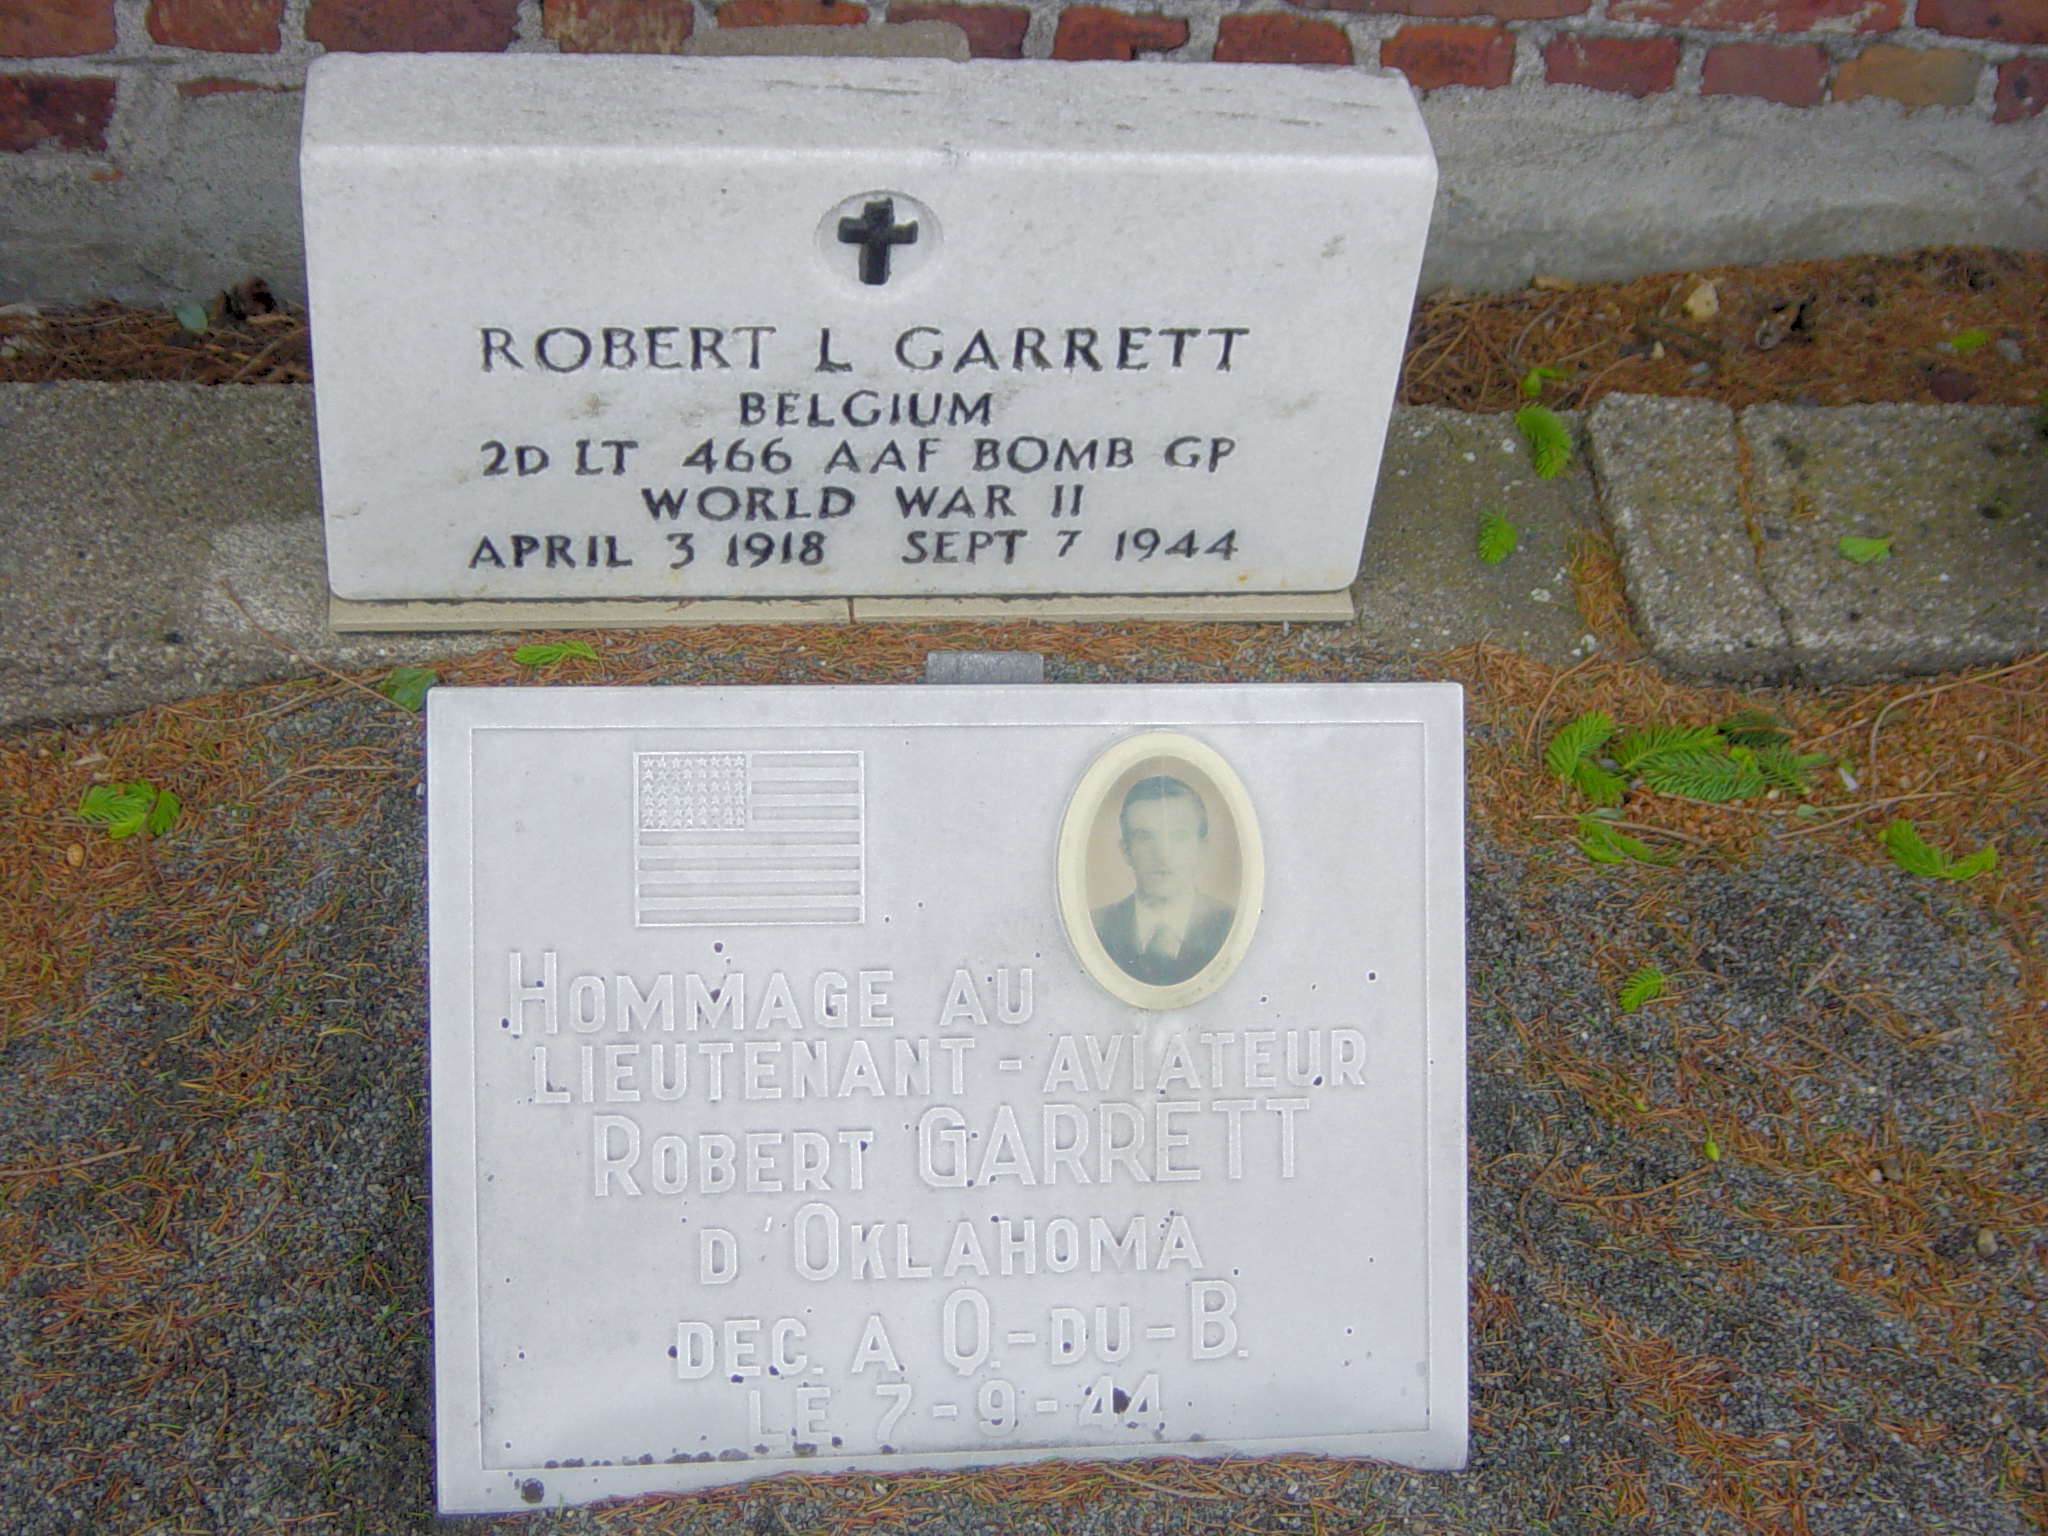 ROBERT L GARRETT
BELGIUM
2D LT 466 AAF BOMB GP
WORLD WAR II
APRIL 3 1918 SEPT 7 1944
HOMMAGE AU
LIEUTENANT - AVIATEUR
ROBERT GARRETT
D'OKLAHOMA
DEC. A Q.-DU-B.
LE 7-9-44